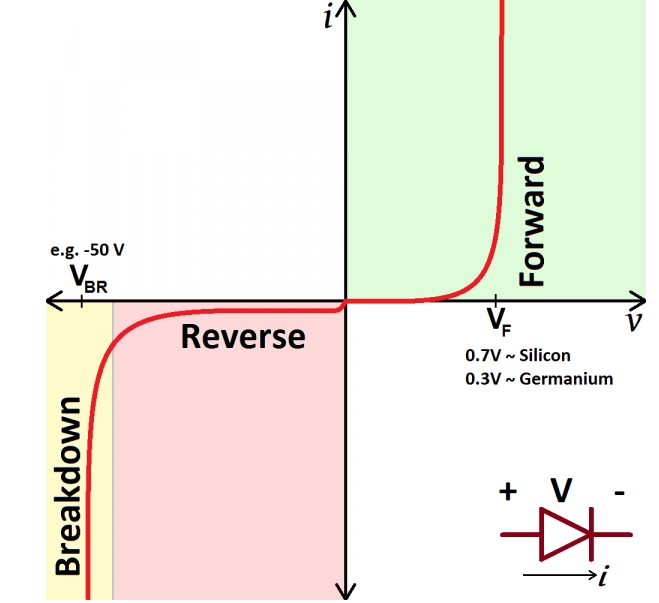 i
Forward
e.g. -50 V
VBR
Reverse
VF
v
0.7V ~ Silicon
0.3V ~ Germanium
Breakdown
+ V -
i